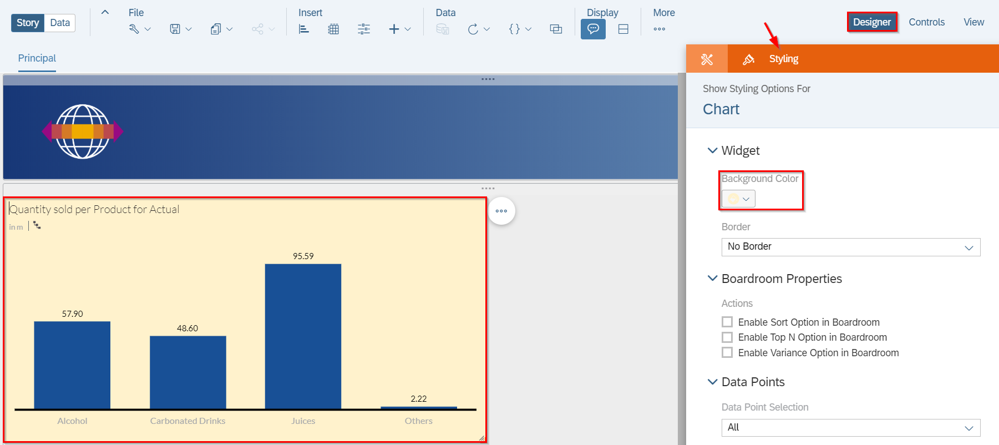 File
Insert
Data
Display
More
Story
Data
Designer
Controls
View
Principal
Styling
Show Styling Options For
Chart
Widget
Background Color
Border
No Border
Boardroom Properties
Actions
Enable Sort Option in Boardroom
Enable Top N Option in Boardroom
Enable Variance Option in Boardroom
Data Points
Data Point Selection
All
Quantity sold per Product for Actual
in m
95.59
57.90
48.60
2.22
Alcohol
Carbonated Drinks
Juices
Others